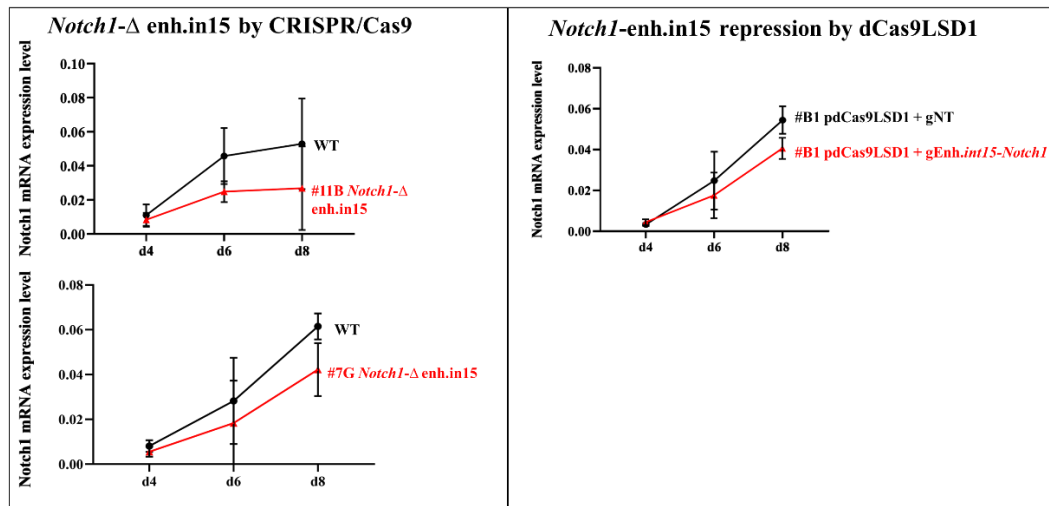 Notch1-Δ enh.in15 by CRISPR/Cas9
Notch1 mRNA expression level
0.10
0.08
0.06
0.04
0.02
0.00
d4
d6
d8
WT
#11B Notch1-Δ
enh.in15
Notch1 mRNA expression level
0.08
0.06
0.04
0.02
0.00
d4
d6
d8
WT
#7G Notch1-Δ enh.in15
Notch1-enh.in15 repression by dCas9LSD1
Notch1 mRNA expression level
0.08
0.06
0.04
0.02
0.00
d4
d6
d8
#B1 pdCas9LSD1 + gNT
#B1 pdCas9LSD1 + gEnh.int15-Notch1